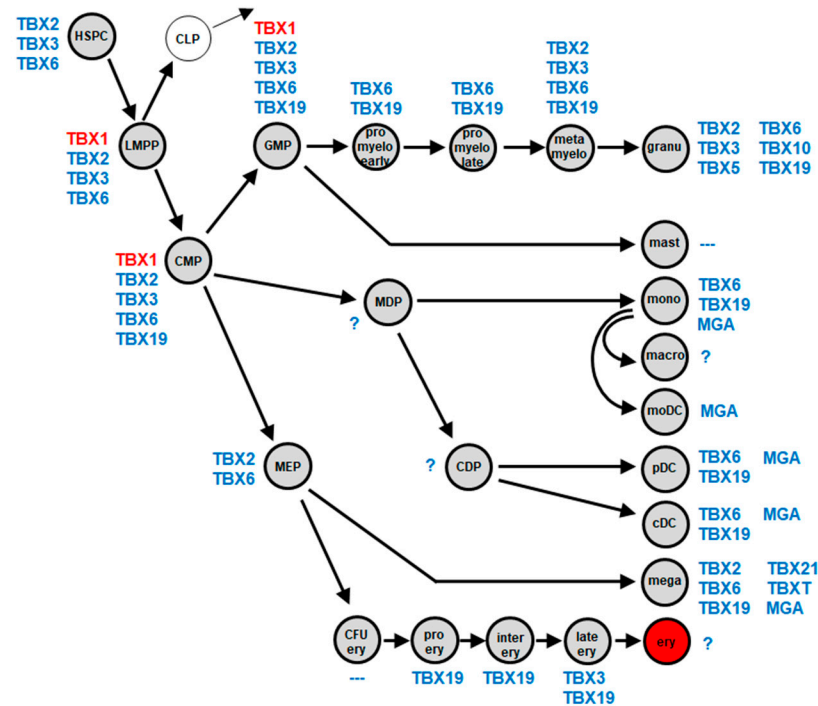 TBX2
TBX3
TBX6
HSPC
CLP
TBX1
TBX2
TBX3
TBX6
TBX19
TBX1
TBX2
TBX3
TBX6
LMPP
GMP
TBX6
TBX19
pro
myelo
early
TBX6
TBX19
pro
myelo
late
TBX2
TBX3
TBX6
TBX19
meta
myelo
granu
TBX2 TBX6
TBX3 TBX10
TBX5 TBX19
mast
---
TBX1
TBX2
TBX3
TBX6
TBX19
CMP
MDP
?
mono
TBX6
TBX19
MGA
macro
?
moDC
MGA
TBX2
TBX6
MEP
?
CDP
pDC
TBX6 MGA
TBX19
cDC
TBX6 MGA
TBX19
mega
TBX2 TBX21
TBX6 TBXT
TBX19 MGA
CFU
ery
---
pro
ery
TBX19
inter
ery
TBX19
late
ery
TBX3
TBX19
ery
?